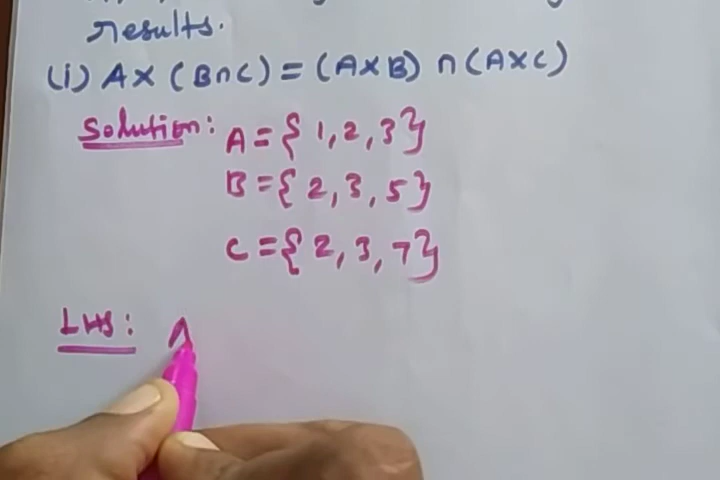 results.
(i) A X (B∩C) = (A X B) ∩ (A X C)
Solution: A = { 1, 2, 3}
B = { 2, 3, 5}
C = { 2, 3, 7}
LHS: A